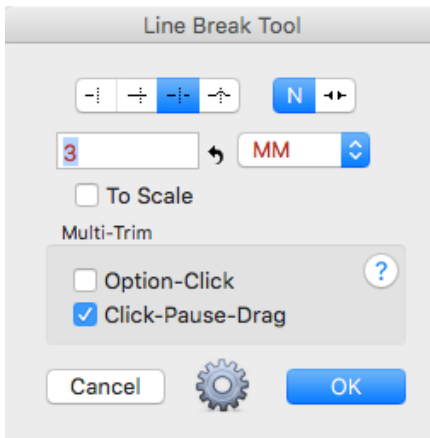 Line Break Tool
N
3 MM
To Scale
Multi-Trim
Option-Click
?
Click-Pause-Drag
Cancel OK